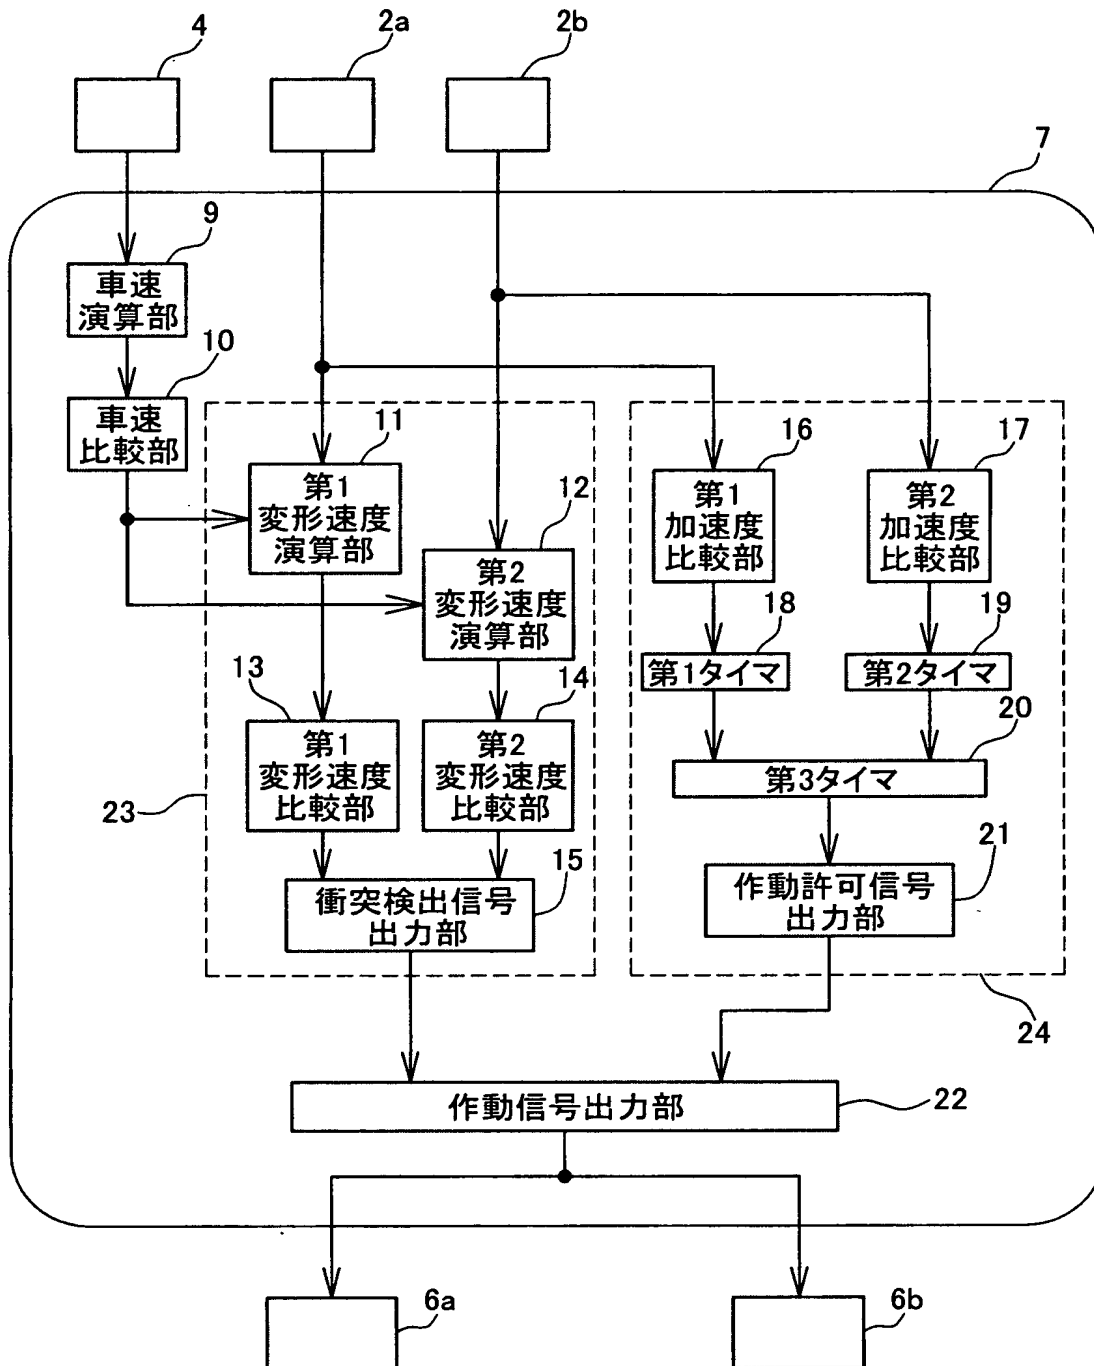 4
2a
2b
7
9
車速
演算部
10
車速
比較部
11
第1
変形速度
演算部
12
第2
変形速度
演算部
16
第1
加速度
比較部
17
第2
加速度
比較部
18
第1タイマ
19
第2タイマ
13
第1
変形速度
比較部
14
第2
変形速度
比較部
20
第3タイマ
23
15
衝突検出信号
出力部
21
作動許可信号
出力部
24
作動信号出力部
22
6a
6b